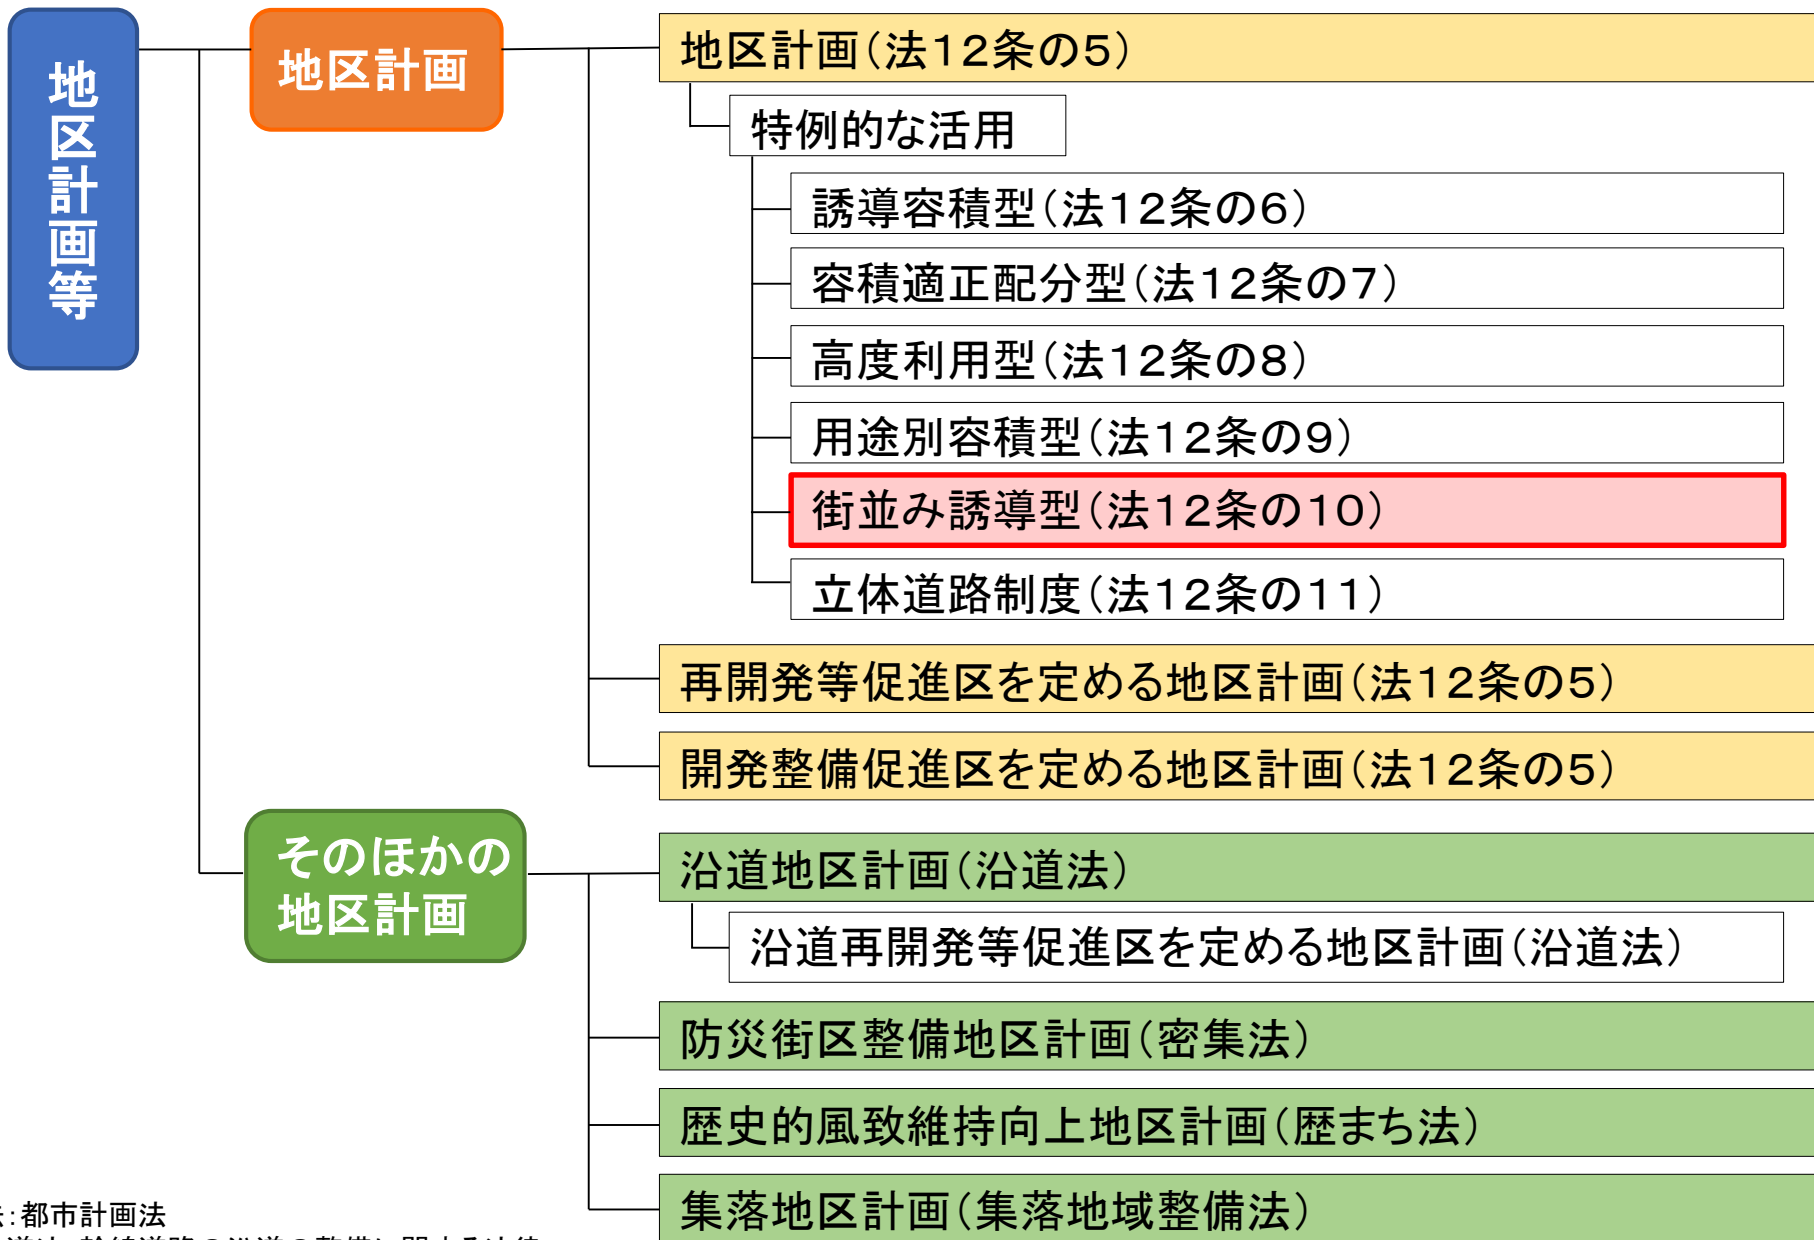 地区計画等
地区計画
地区計画(法12条の5)
特例的な活用
誘導容積型(法12条の6)
容積適正配分型(法12条の7)
高度利用型(法12条の8)
用途別容積型(法12条の9)
街並み誘導型(法12条の10)
立体道路制度(法12条の11)
再開発等促進区を定める地区計画(法12条の5)
開発整備促進区を定める地区計画(法12条の5)
そのほかの
地区計画
沿道地区計画(沿道法)
沿道再開発等促進区を定める地区計画(沿道法)
防災街区整備地区計画(密集法)
歴史的風致維持向上地区計画(歴まち法)
集落地区計画(集落地域整備法)
法:都市計画法